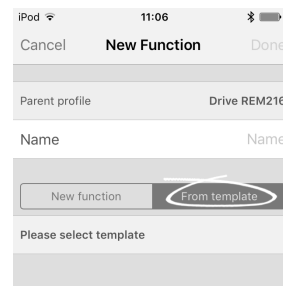 iPod 11:06
Cancel New Function Done
Parent profile Drive REM216
Name Name
New function From template
Please select template